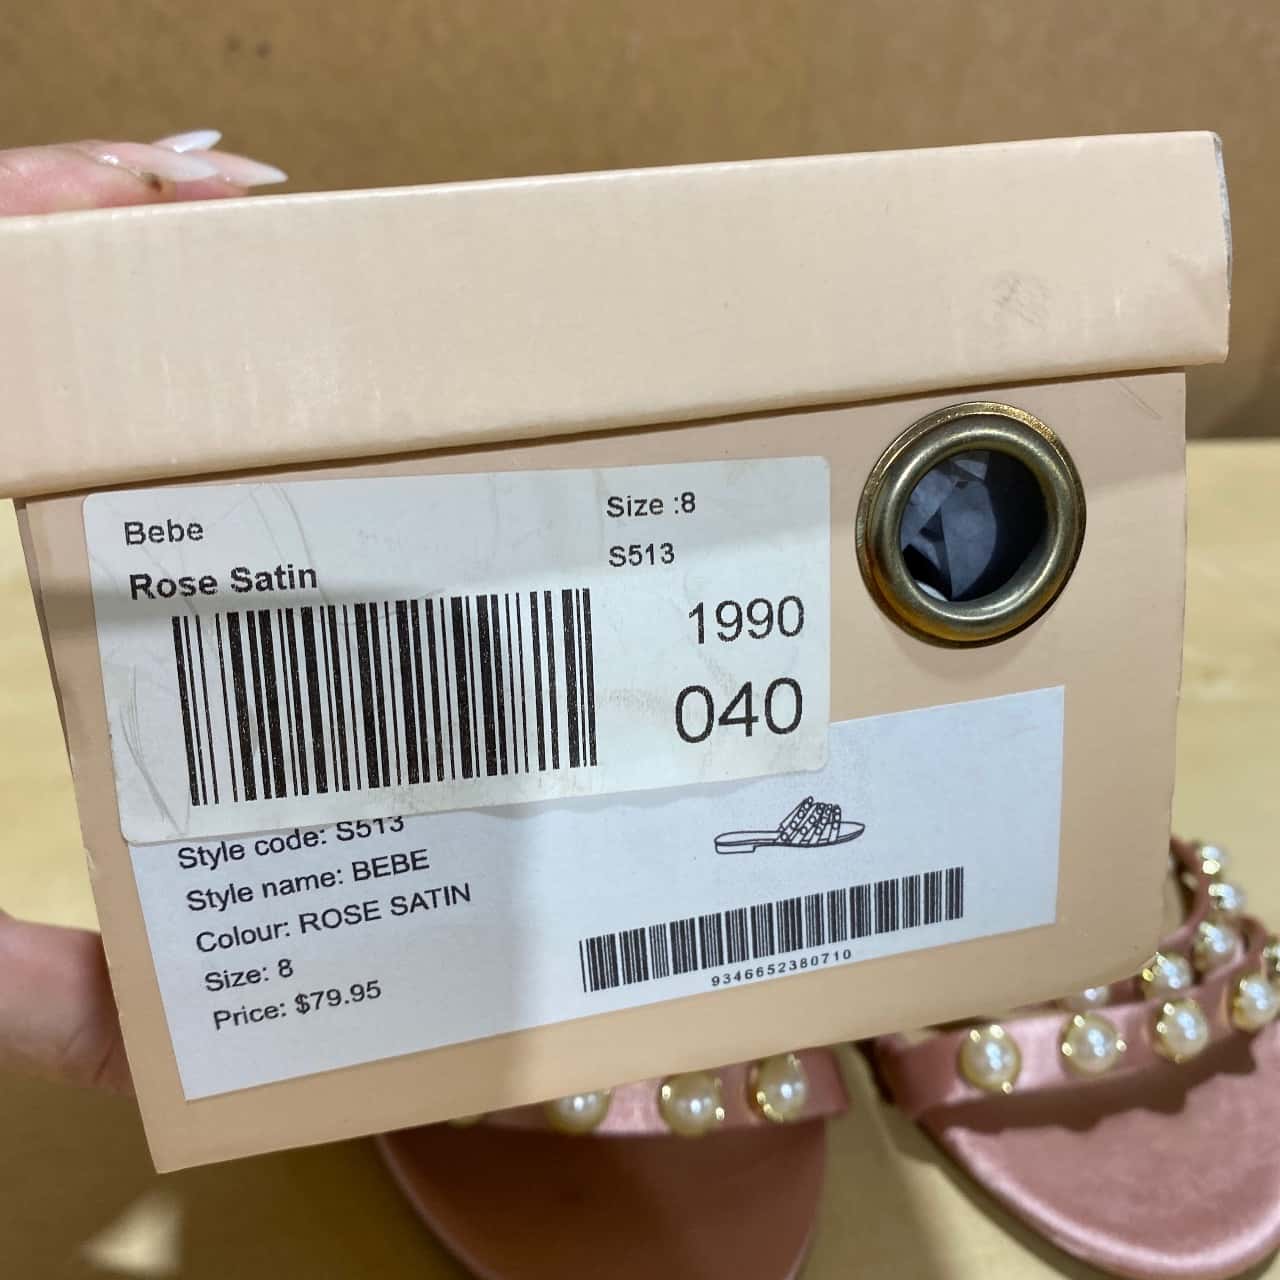 Bebe
Size :8
Rose Satin
S513
1990
040
Style code: S513
Style name: BEBE
Colour: ROSE SATIN
Size: 8
Price: $79.95
9346652380710